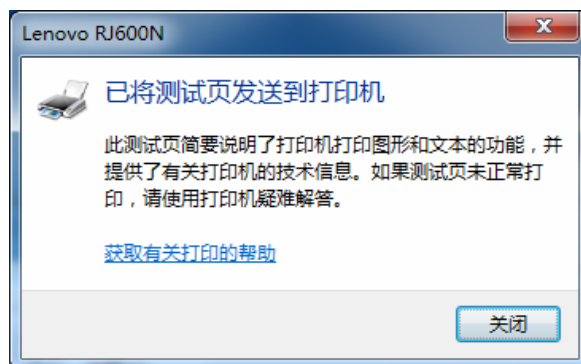 Lenovo RJ600N
已将测试页发送到打印机
此测试页简要说明了打印机打印图形和文本的功能，并
提供了有关打印机的技术信息。如果测试页未正常打
印，请使用打印机疑难解答。
获取有关打印的帮助
关闭